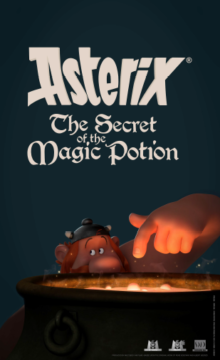 Asterix®
The Secret
of the
Magic Potion